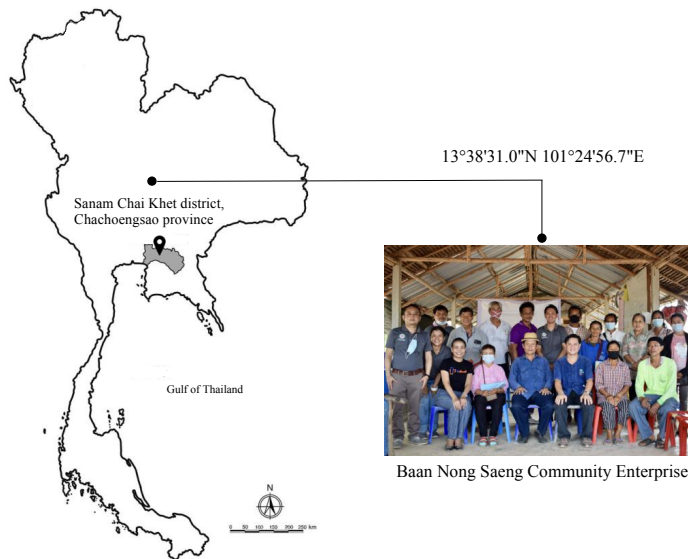 13°38'31.0"N 101°24'56.7"E
Sanam Chai Khet district,
Chachoengsao province
Gulf of Thailand
Baan Nong Saeng Community Enterprise
N
0 50 100 150 200 250 km